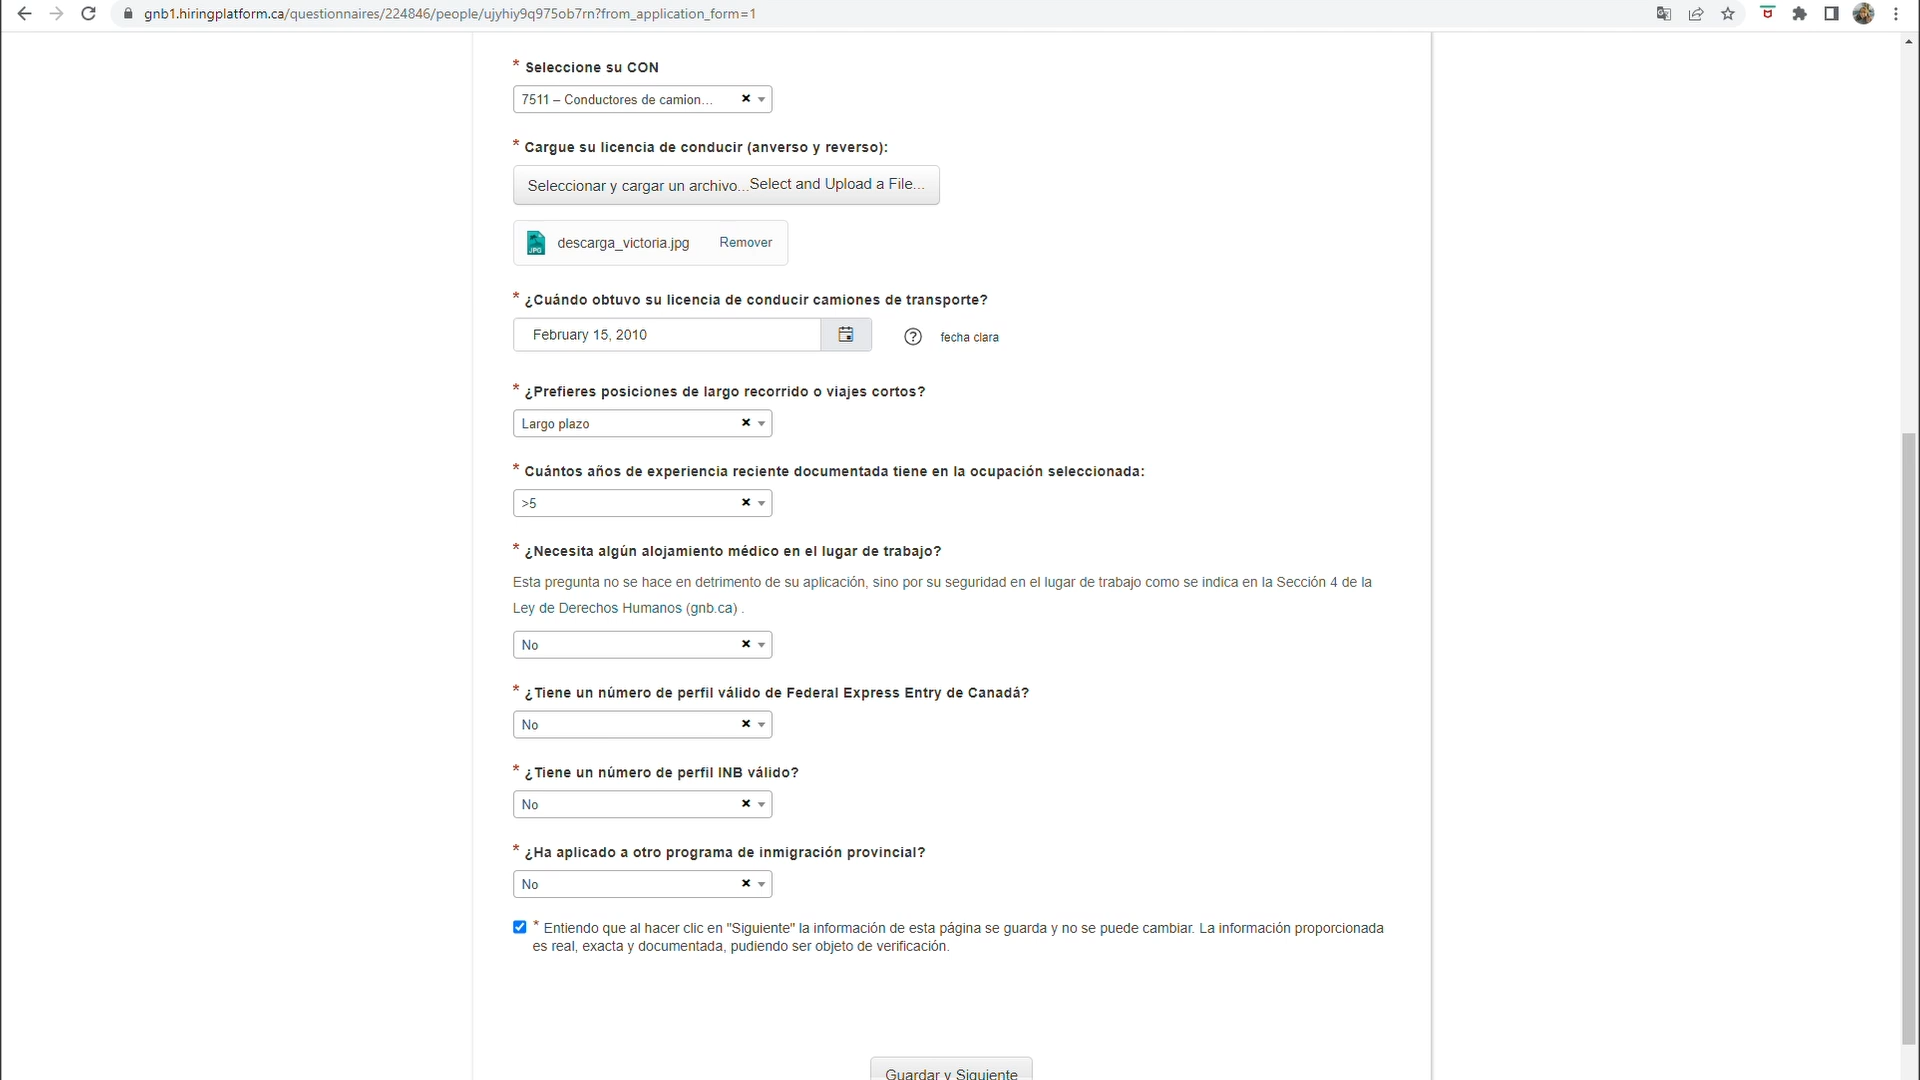 gnb1.hiringplatform.ca/questionnaires/224846/people/ujyhiy9q975ob7rn?from_application_form=1
* Seleccione su CON
7511 – Conductores de camion...
* Cargue su licencia de conducir (anverso y reverso):
Seleccionar y cargar un archivo...Select and Upload a File...
JPG
descarga_victoria.jpg Remover
* ¿Cuándo obtuvo su licencia de conducir camiones de transporte?
February 15, 2010 ? fecha clara
* ¿Prefieres posiciones de largo recorrido o viajes cortos?
Largo plazo
* Cuántos años de experiencia reciente documentada tiene en la ocupación seleccionada:
>5
* ¿Necesita algún alojamiento médico en el lugar de trabajo?
Esta pregunta no se hace en detrimento de su aplicación, sino por su seguridad en el lugar de trabajo como se indica en la Sección 4 de la
Ley de Derechos Humanos (gnb.ca) .
No
* ¿Tiene un número de perfil válido de Federal Express Entry de Canadá?
No
* ¿Tiene un número de perfil INB válido?
No
* ¿Ha aplicado a otro programa de inmigración provincial?
No
* Entiendo que al hacer clic en "Siguiente" la información de esta página se guarda y no se puede cambiar. La información proporcionada
es real, exacta y documentada, pudiendo ser objeto de verificación.
Guardar y Siguiente